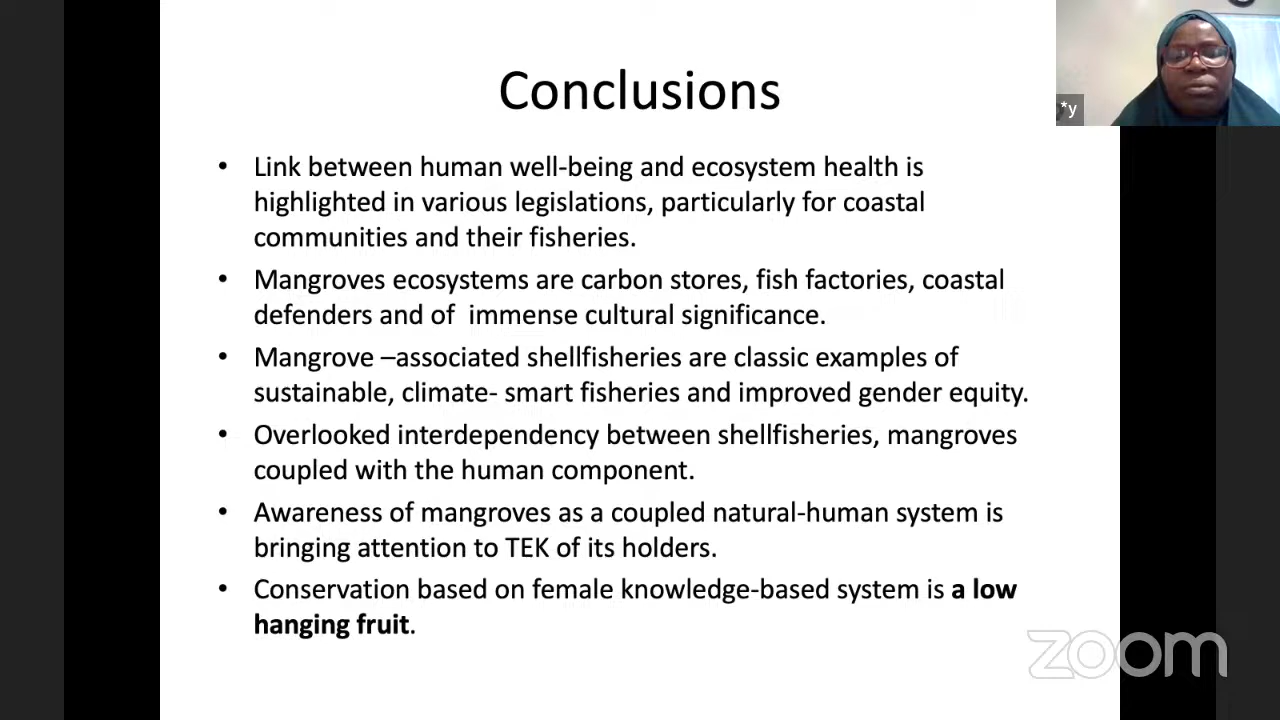 Conclusions
• Link between human well-being and ecosystem health is
highlighted in various legislations, particularly for coastal
communities and their fisheries.
• Mangroves ecosystems are carbon stores, fish factories, coastal
defenders and of  immense cultural significance.
• Mangrove –associated shellfisheries are classic examples of
sustainable, climate- smart fisheries and improved gender equity.
• Overlooked interdependency between shellfisheries, mangroves
coupled with the human component.
• Awareness of mangroves as a coupled natural-human system is
bringing attention to TEK of its holders.
• Conservation based on female knowledge-based system is a low
hanging fruit.
*y
zoom